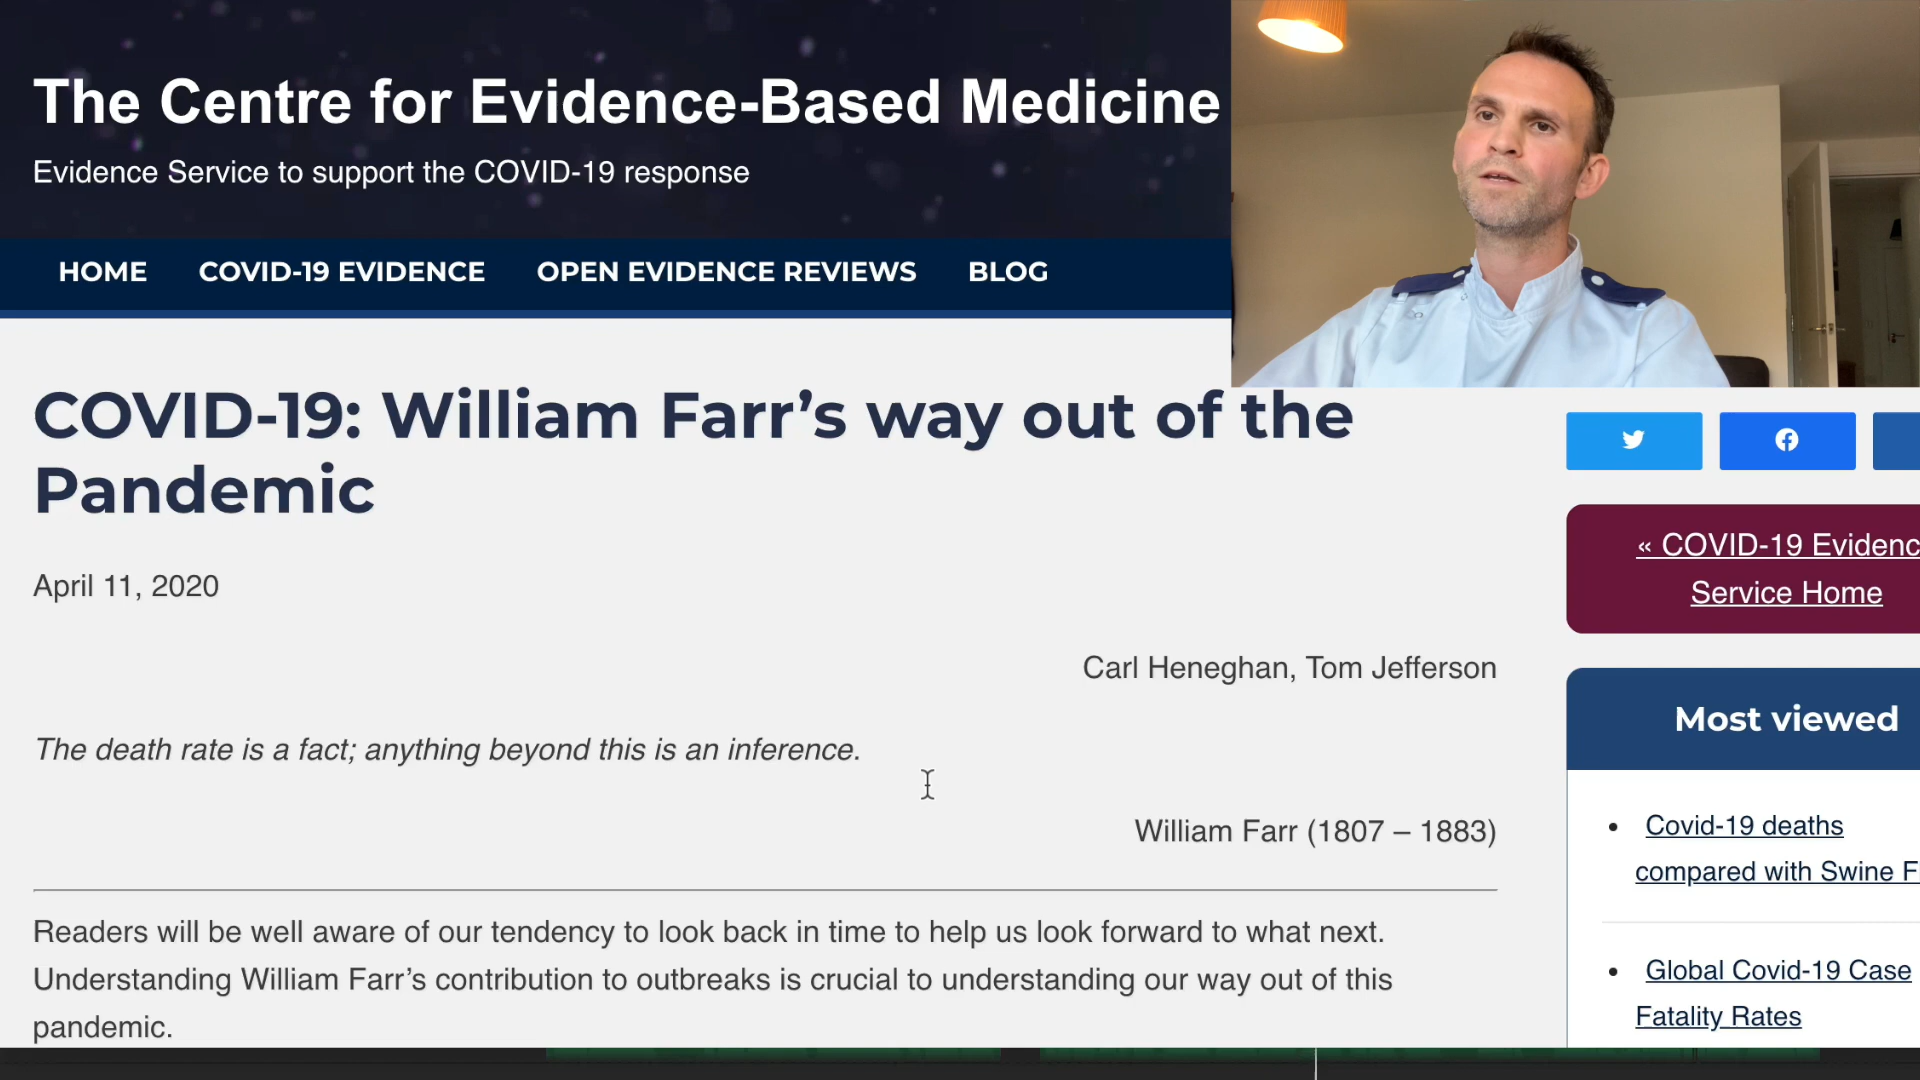 The Centre for Evidence-Based Medicine
Evidence Service to support the COVID-19 response
HOME COVID-19 EVIDENCE OPEN EVIDENCE REVIEWS BLOG
COVID-19: William Farr’s way out of the
Pandemic
April 11, 2020
Carl Heneghan, Tom Jefferson
The death rate is a fact; anything beyond this is an inference.
William Farr (1807 – 1883)
Readers will be well aware of our tendency to look back in time to help us look forward to what next.
Understanding William Farr’s contribution to outbreaks is crucial to understanding our way out of this
pandemic.
« COVID-19 Evidenc
Service Home
Most viewed
Covid-19 deaths
compared with Swine F
Global Covid-19 Case
Fatality Rates